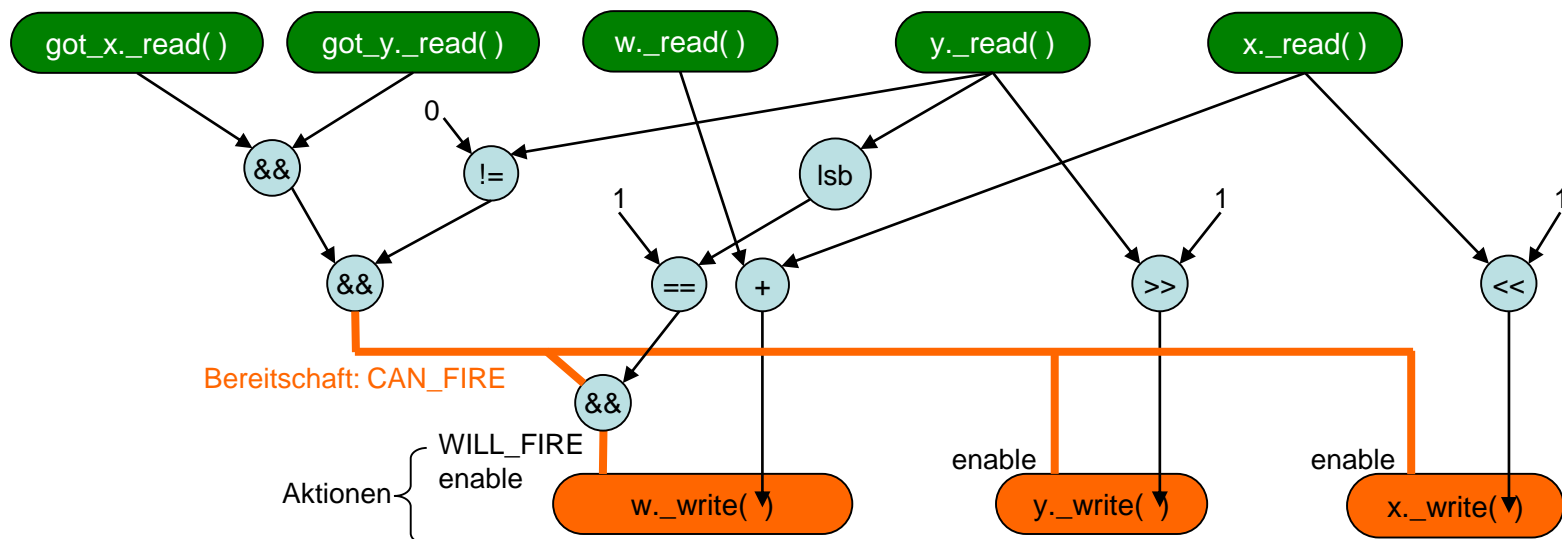 got_x._read( )
got_y._read( )
w._read( )
y._read( )
x._read( )
0
&&
!=
lsb
1
1
1
&&
==
+
>>
<<
Bereitschaft: CAN_FIRE
&&
WILL_FIRE
enable
Aktionen
enable
enable
w._write( )
y._write( )
x._write( )